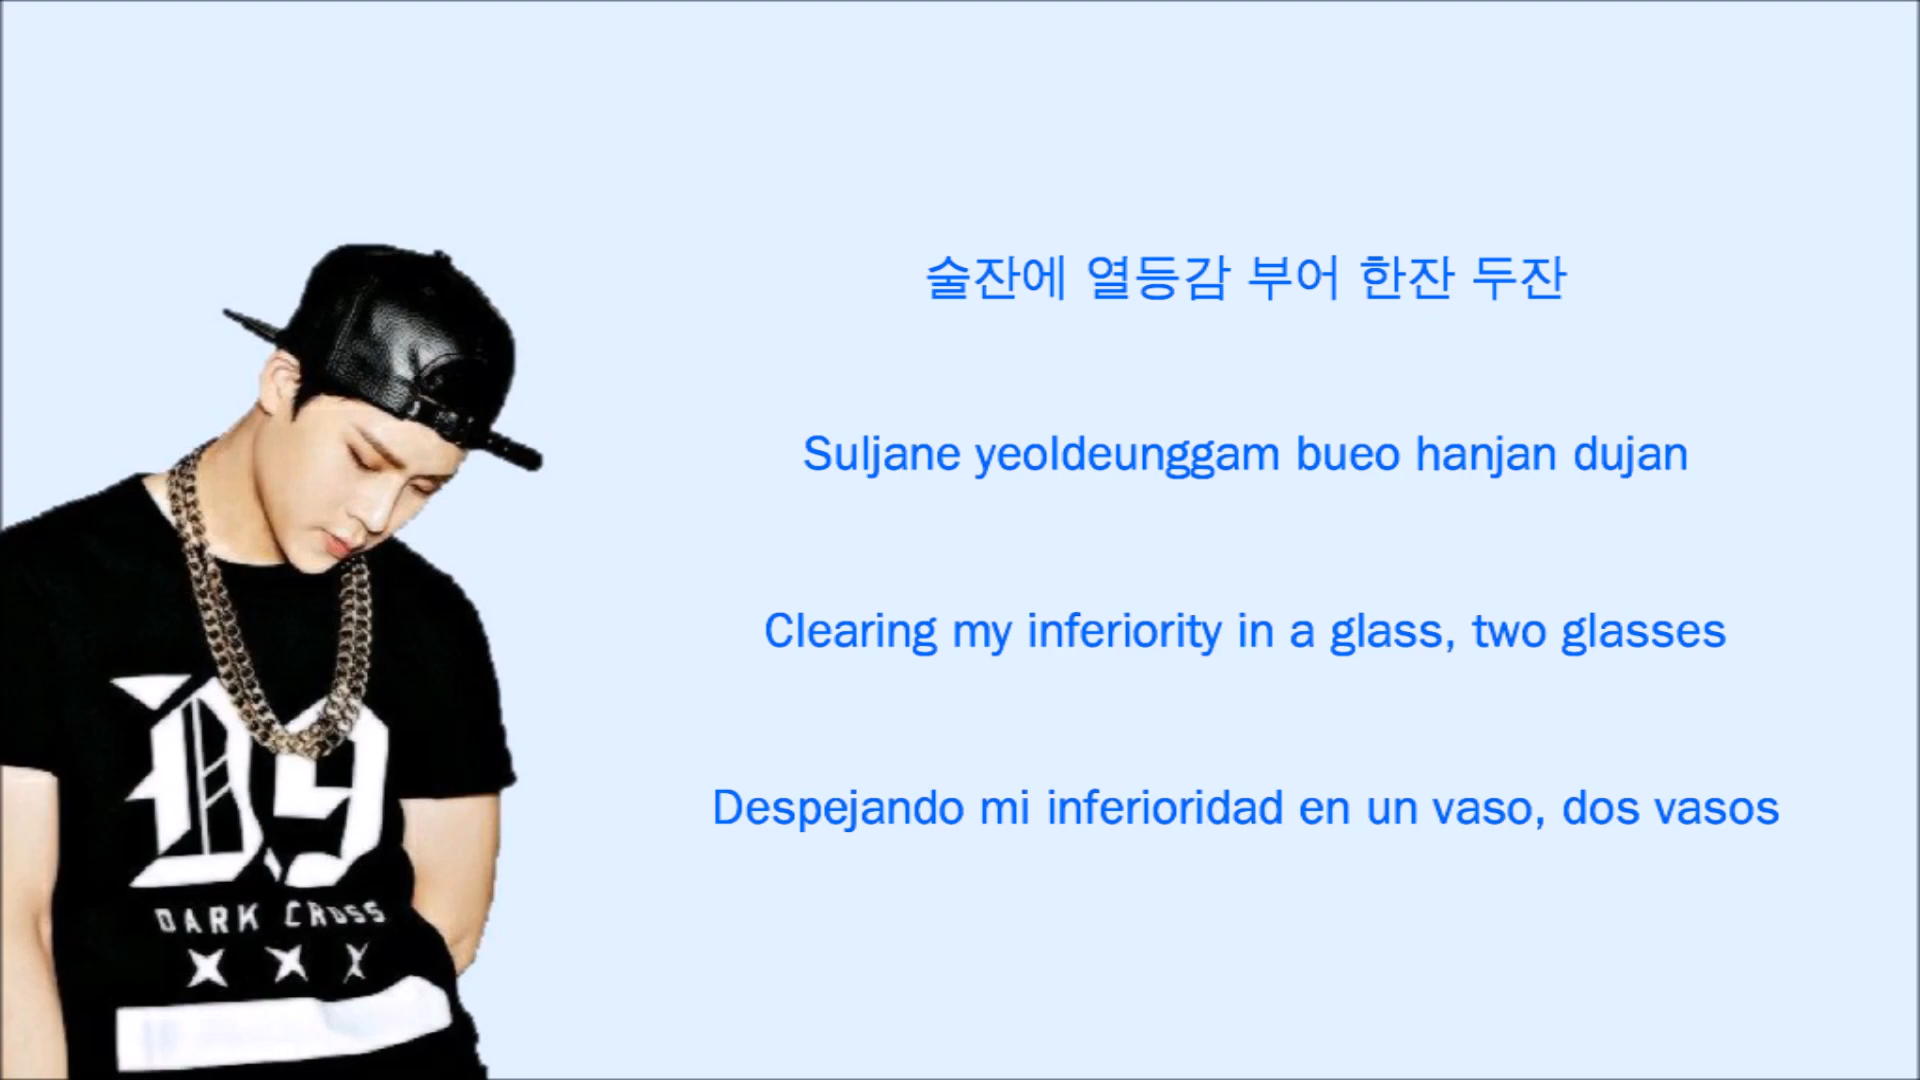 술잔에 열등감 부어 한잔 두잔
Suljane yeoldeunggam bueo hanjan dujan
Clearing my inferiority in a glass, two glasses
Despejando mi inferioridad en un vaso, dos vasos
D.9
DARK CROSS